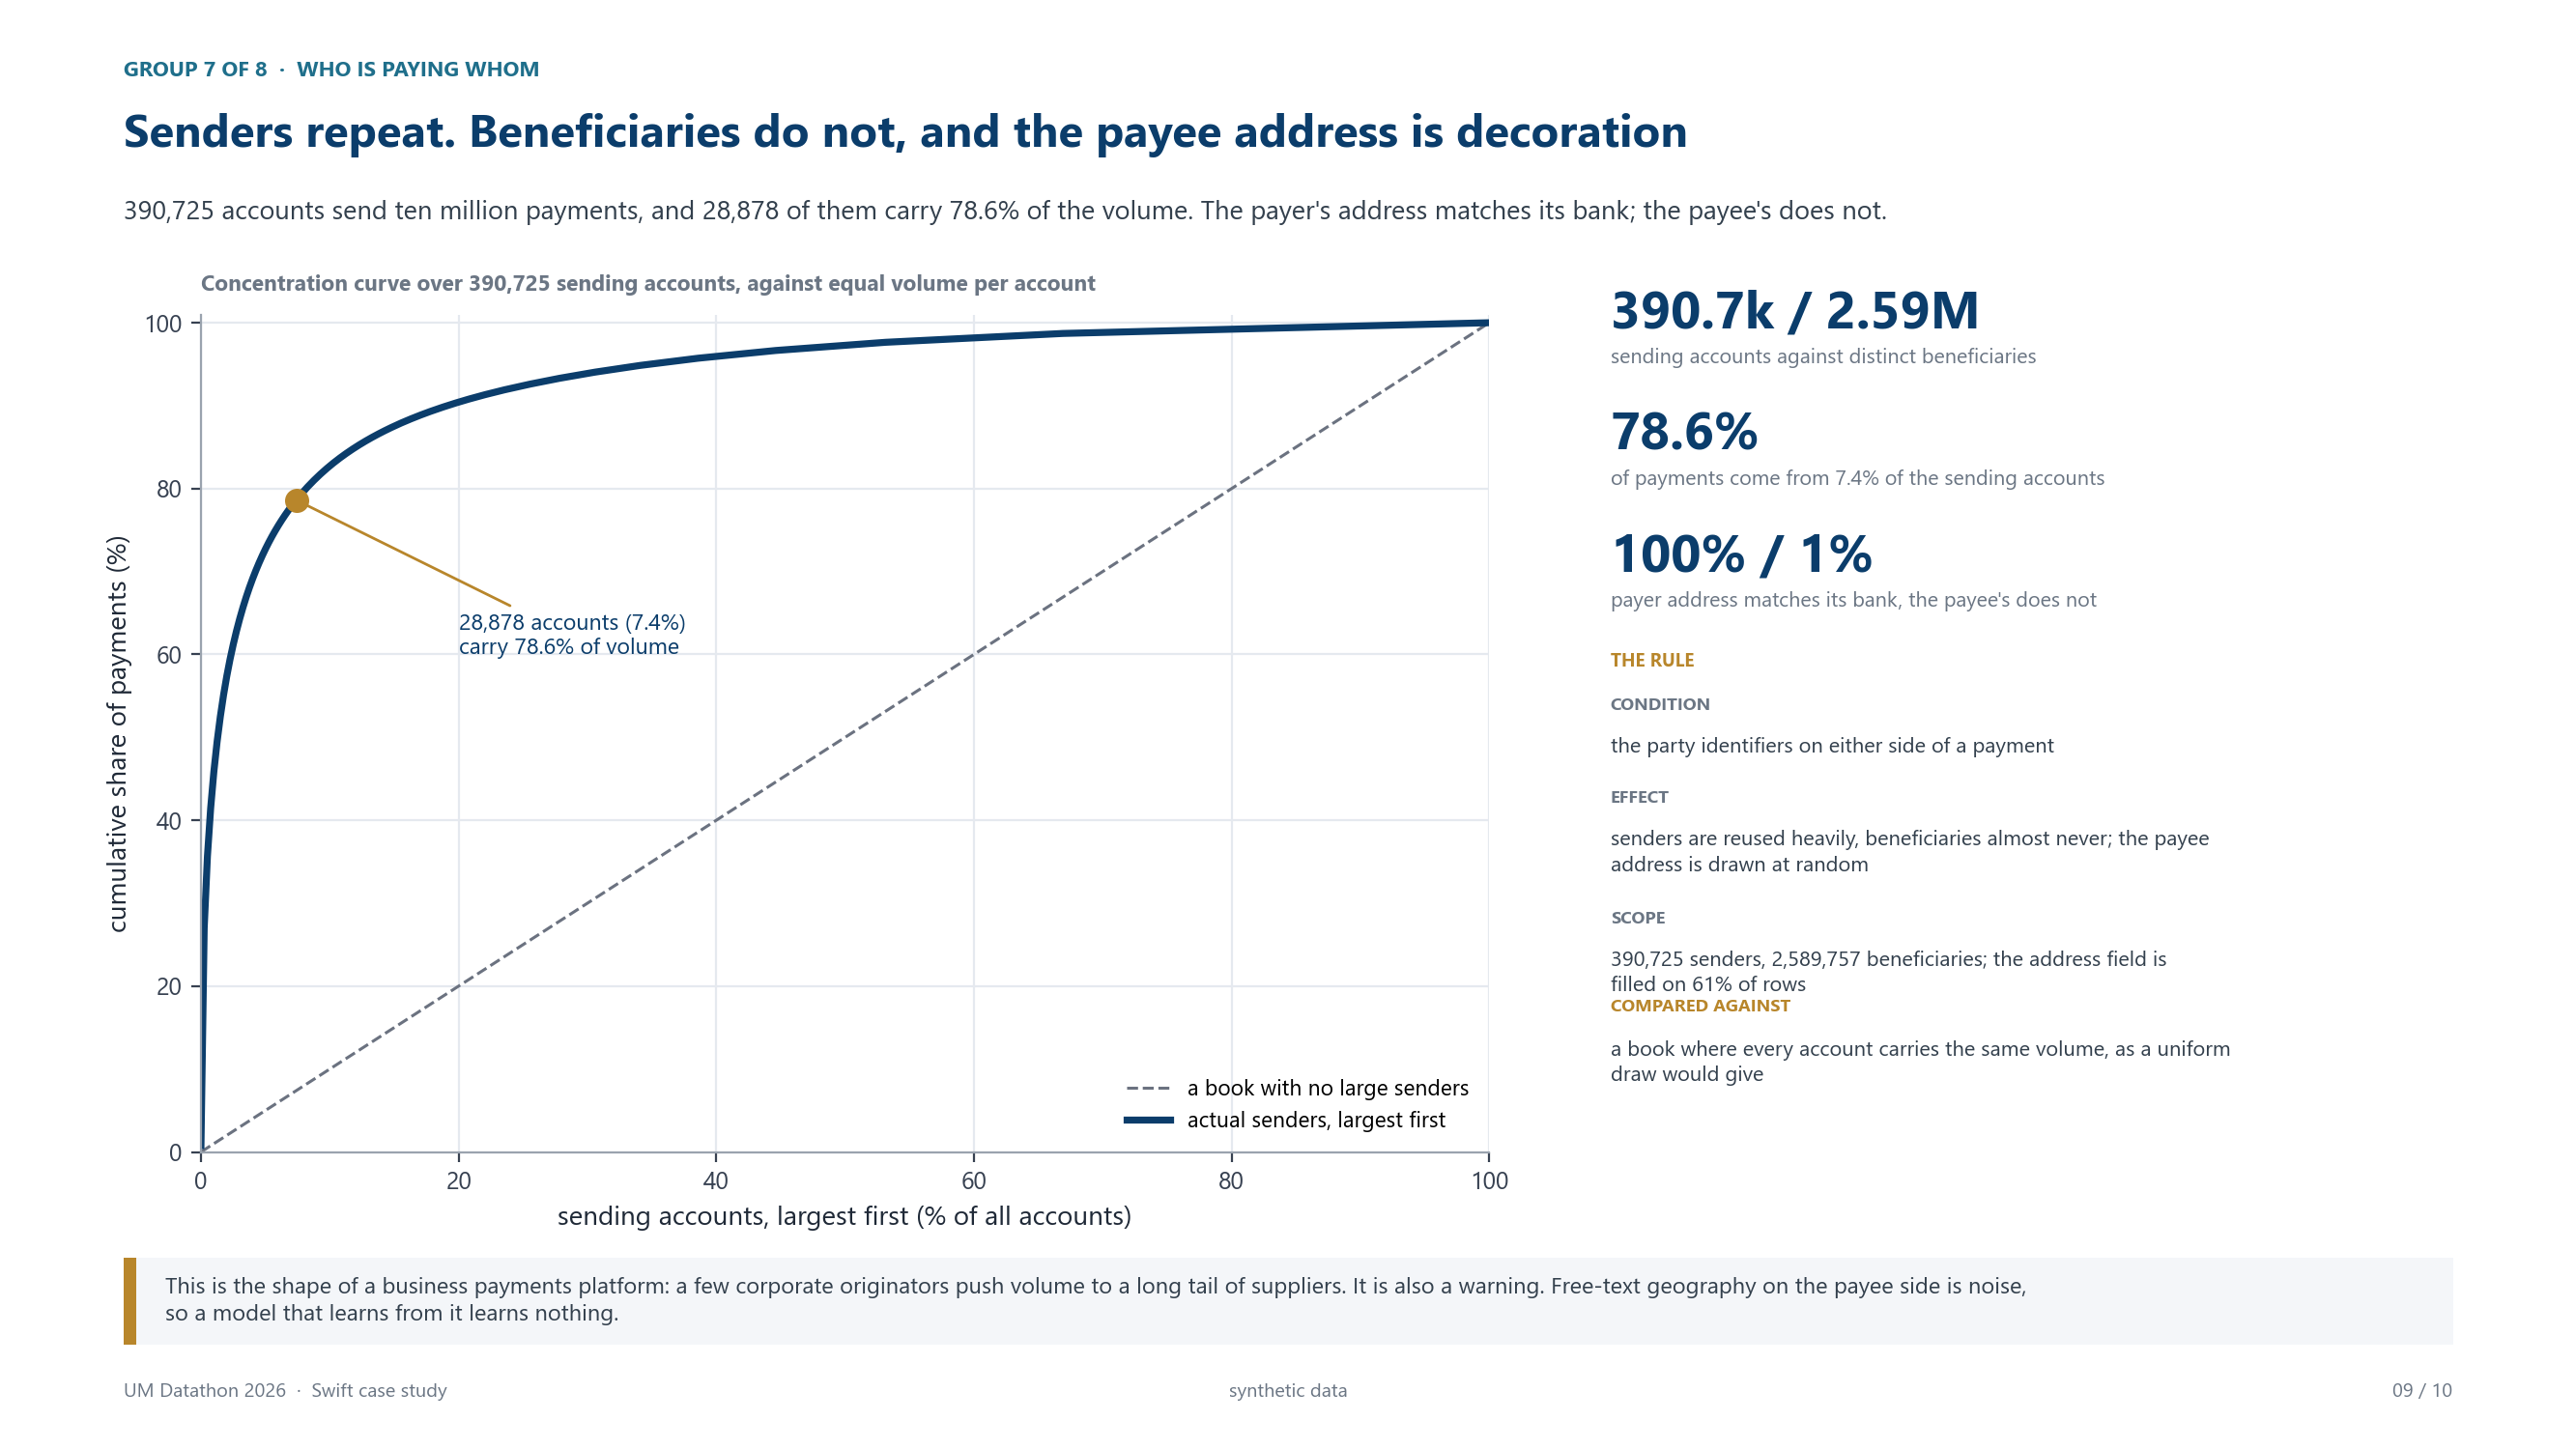 GROUP 7 OF 8 · WHO IS PAYING WHOM
Senders repeat. Beneficiaries do not, and the payee address is decoration
390,725 accounts send ten million payments, and 28,878 of them carry 78.6% of the volume. The payer's address matches its bank; the payee's does not.
Concentration curve over 390,725 sending accounts, against equal volume per account
100
80
60
40
20
0
cumulative share of payments (%)
28,878 accounts (7.4%)
carry 78.6% of volume
a book with no large senders
actual senders, largest first
0
20
40
60
80
100
sending accounts, largest first (% of all accounts)
390.7k / 2.59M
sending accounts against distinct beneficiaries
78.6%
of payments come from 7.4% of the sending accounts
100% / 1%
payer address matches its bank, the payee's does not
THE RULE
CONDITION
the party identifiers on either side of a payment
EFFECT
senders are reused heavily, beneficiaries almost never; the payee
address is drawn at random
SCOPE
390,725 senders, 2,589,757 beneficiaries; the address field is
filled on 61% of rows
COMPARED AGAINST
a book where every account carries the same volume, as a uniform
draw would give
This is the shape of a business payments platform: a few corporate originators push volume to a long tail of suppliers. It is also a warning. Free-text geography on the payee side is noise,
so a model that learns from it learns nothing.
UM Datathon 2026 · Swift case study
synthetic data
09 / 10